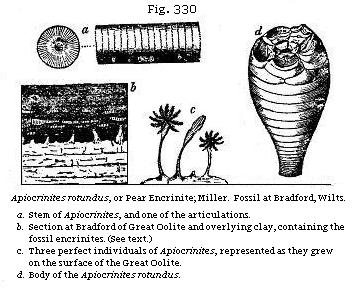 Fig. 330
a
d
b
c
Apiocrinites rotundus, or Pear Encrinite; Miller. Fossil at Bradford, Wilts.
a. Stem of Apiocrinites, and one of the articulations.
b. Section at Bradford of Great Oolite and overlying clay, containing the
fossil encrinites. (See text.)
c. Three perfect individuals of Apiocrinites, represented as they grew
on the surface of the Great Oolite.
d. Body of the Apiocrinites rotundus.